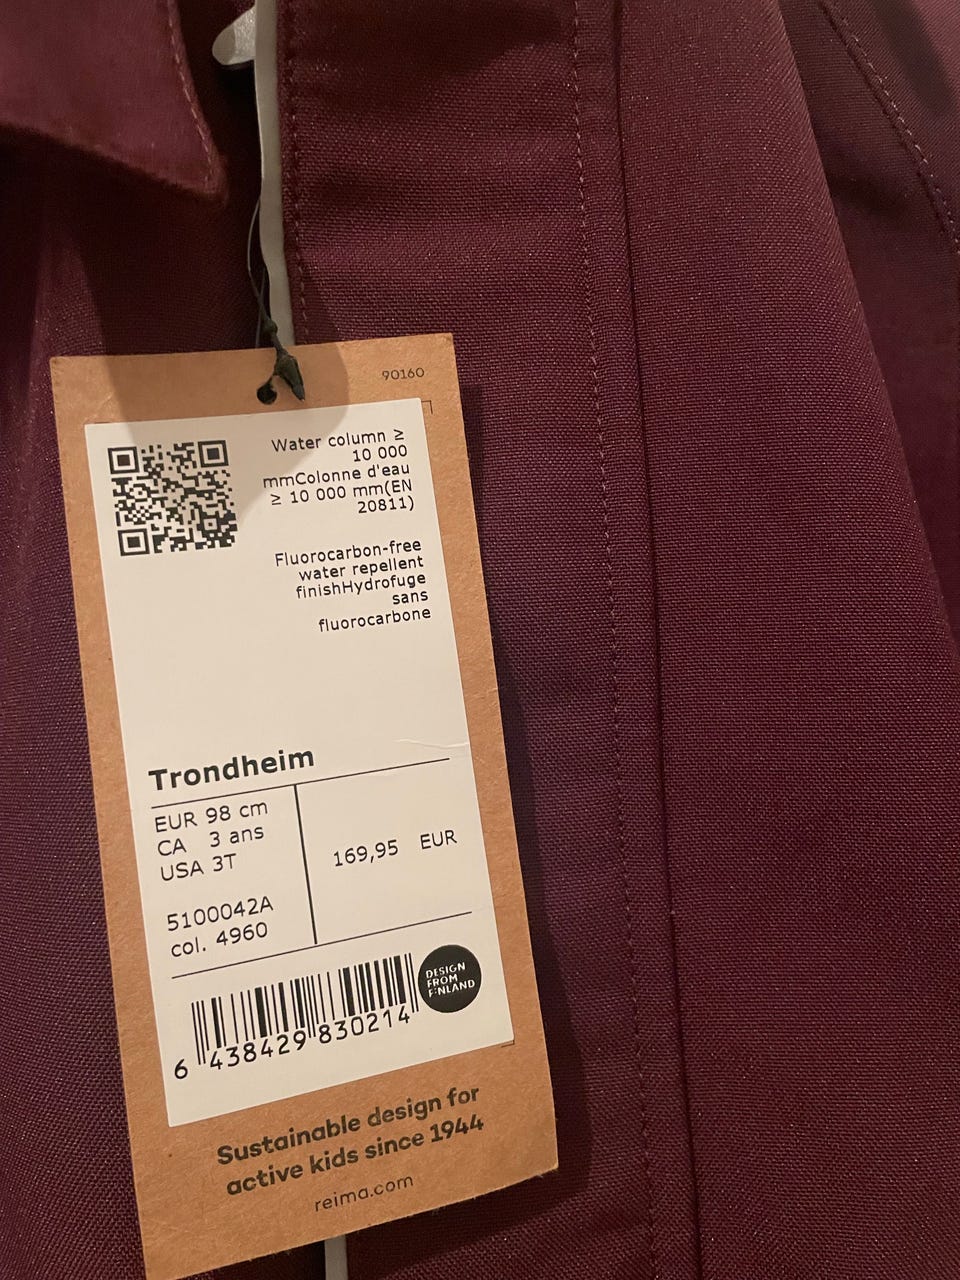 90160
Water column ≥
10 000
mmColonne d'eau
≥ 10 000 mm(EN
20811)
Fluorocarbon-free
water repellent
finishHydrofuge
sans
fluorocarbone
Trondheim
EUR 98 cm
CA 3 ans
USA 3T
169,95 EUR
5100042A
col. 4960
DESIGN
FROM
FINLAND
6 438429 830214
Sustainable design for
active kids since 1944
reima.com